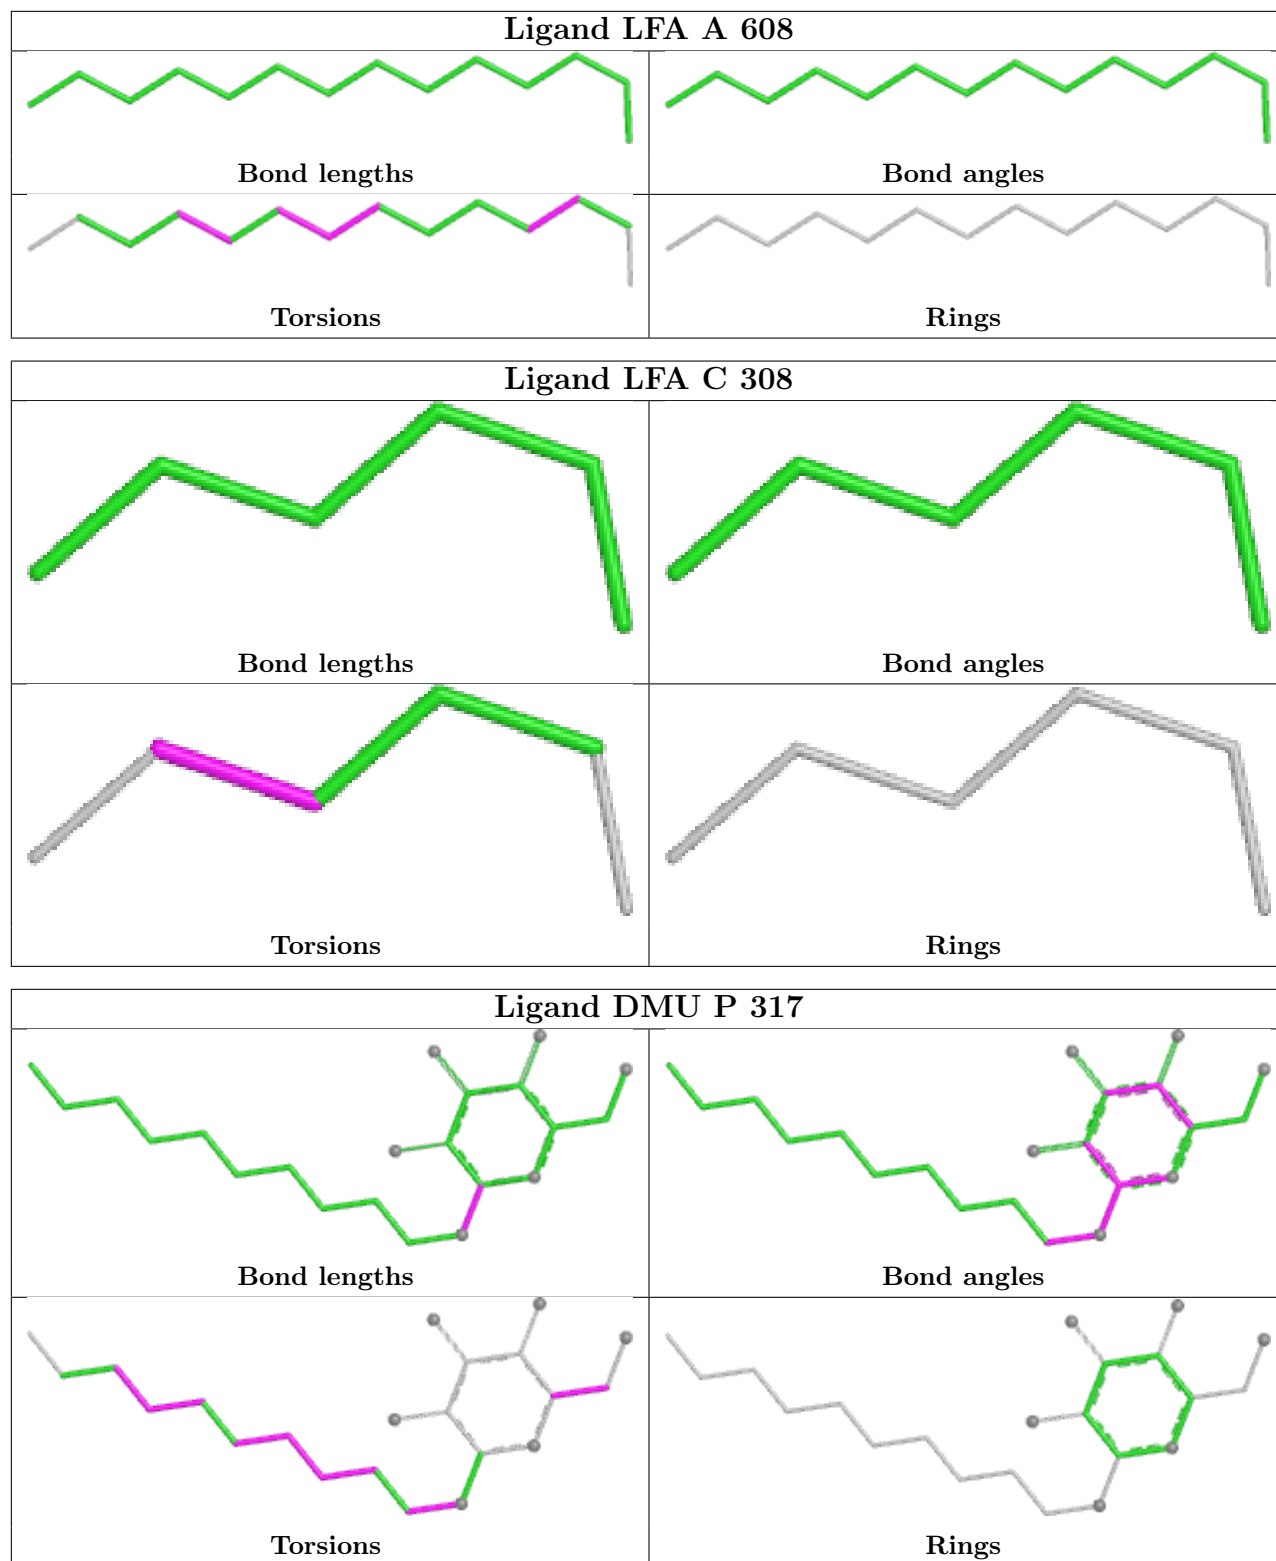 Ligand LFA A 608
Bond lengths
Bond angles
Torsions
Rings
Ligand LFA C 308
Bond lengths
Bond angles
Torsions
Rings
Ligand DMU P 317
Bond lengths
Bond angles
Torsions
Rings